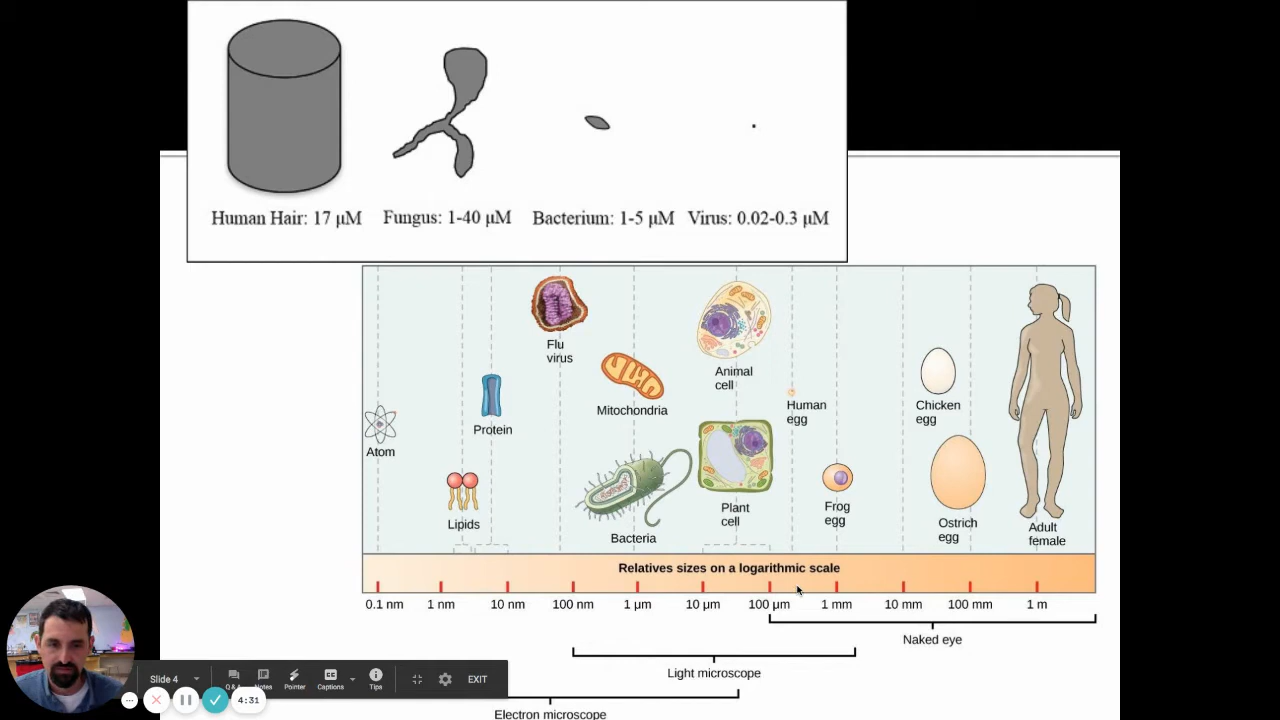 Human Hair: 17 μM Fungus: 1-40 μM Bacterium: 1-5 μM Virus: 0.02-0.3 μM
Flu
virus
Animal
cell
Mitochondria
Human
egg
Chicken
egg
Protein
Atom
Plant
cell
Frog
egg
Lipids
Bacteria
Ostrich
egg
Adult
female
Relatives sizes on a logarithmic scale
0.1 nm 1 nm 10 nm 100 nm 1 μm 10 μm 100 μm 1 mm 10 mm 100 mm 1 m
Naked eye
Light microscope
Electron microscope
Slide 4 Notes Pointer Captions Tips EXIT
4:31